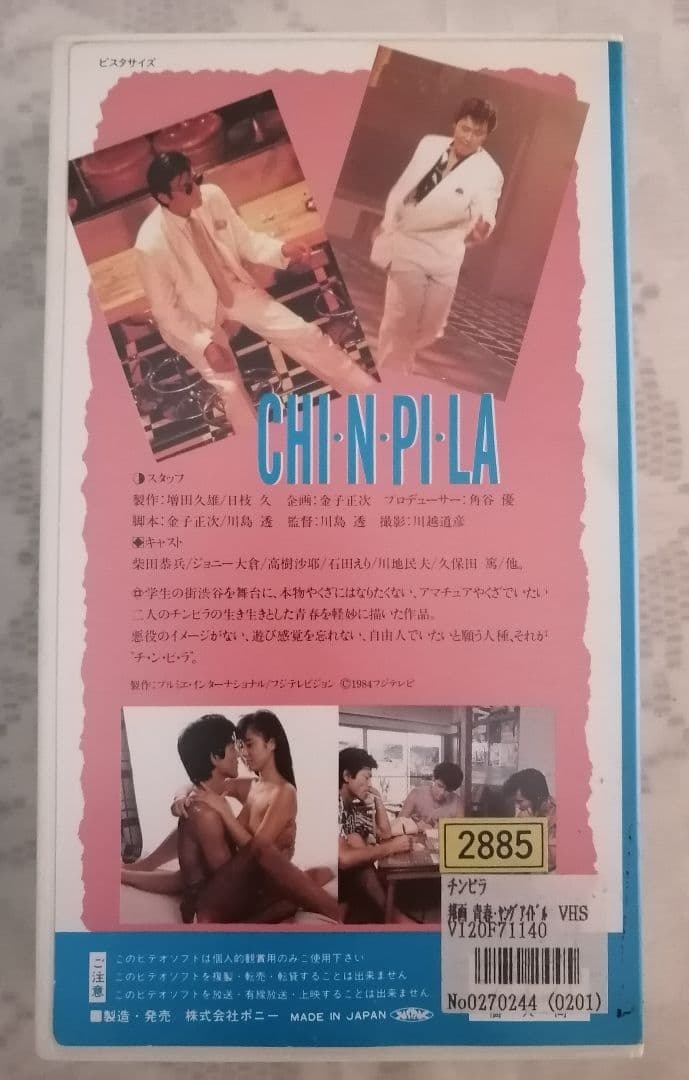 ビスタサイズ
CHI·N·PI·LA
スタッフ
製作:増田久雄/日枝 久 企画:金子正次 プロデューサー:角谷 優
脚本:金子正次/川島 透 監督:川島 透 撮影:川越道彦
キャスト
柴田恭兵/ジョニー大倉/高樹沙耶/石田えり/川地民夫/久保田 篤/他。
学生の街渋谷を舞台に、本物やくざにはなりたくない、アマチュアやくざでいたい
二人のチンピラの生き生きとした青春を軽妙に描いた作品。
悪役のイメージがない、遊び感覚を忘れない、自由人でいたいと願う人種、それが
"チ・ン・ピ・ラ"。
製作:プルミエ・インターナショナル/フジテレビジョン ©1984フジテレビ
2885
チンピラ
邦画 青春・ヤングアイドル VHS
V120F71140
No0270244 (0201)
ご注意
このビデオソフトは個人的観賞用のみご使用下さい
このビデオソフトを複製・転売・転貸することは出来ません
このビデオソフトを放送・有線放送・上映することは出来ません
■製造・発売 株式会社ポニー MADE IN JAPAN